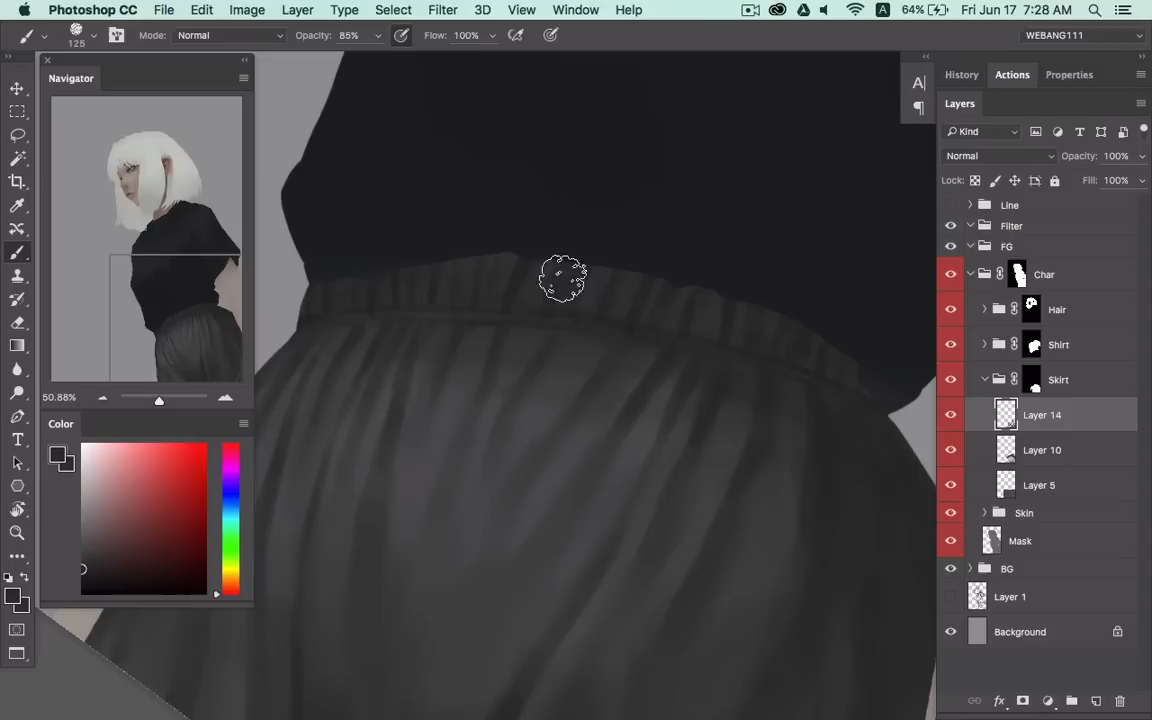 Photoshop CC File Edit Image Layer Type Select Filter 3D View Window Help A 64% Fri Jun 17 7:28 AM
125 Mode: Normal Opacity: 85% Flow: 100% WEBANG111
Navigator
50.88%
Color
A
History Actions Properties
Layers
Kind
Normal Opacity: 100%
Lock: Fill: 100%
Line
Filter
FG
Char
Hair
Shirt
Skirt
Layer 14
Layer 10
Layer 5
Skin
Mask
BG
Layer 1
Background
fx